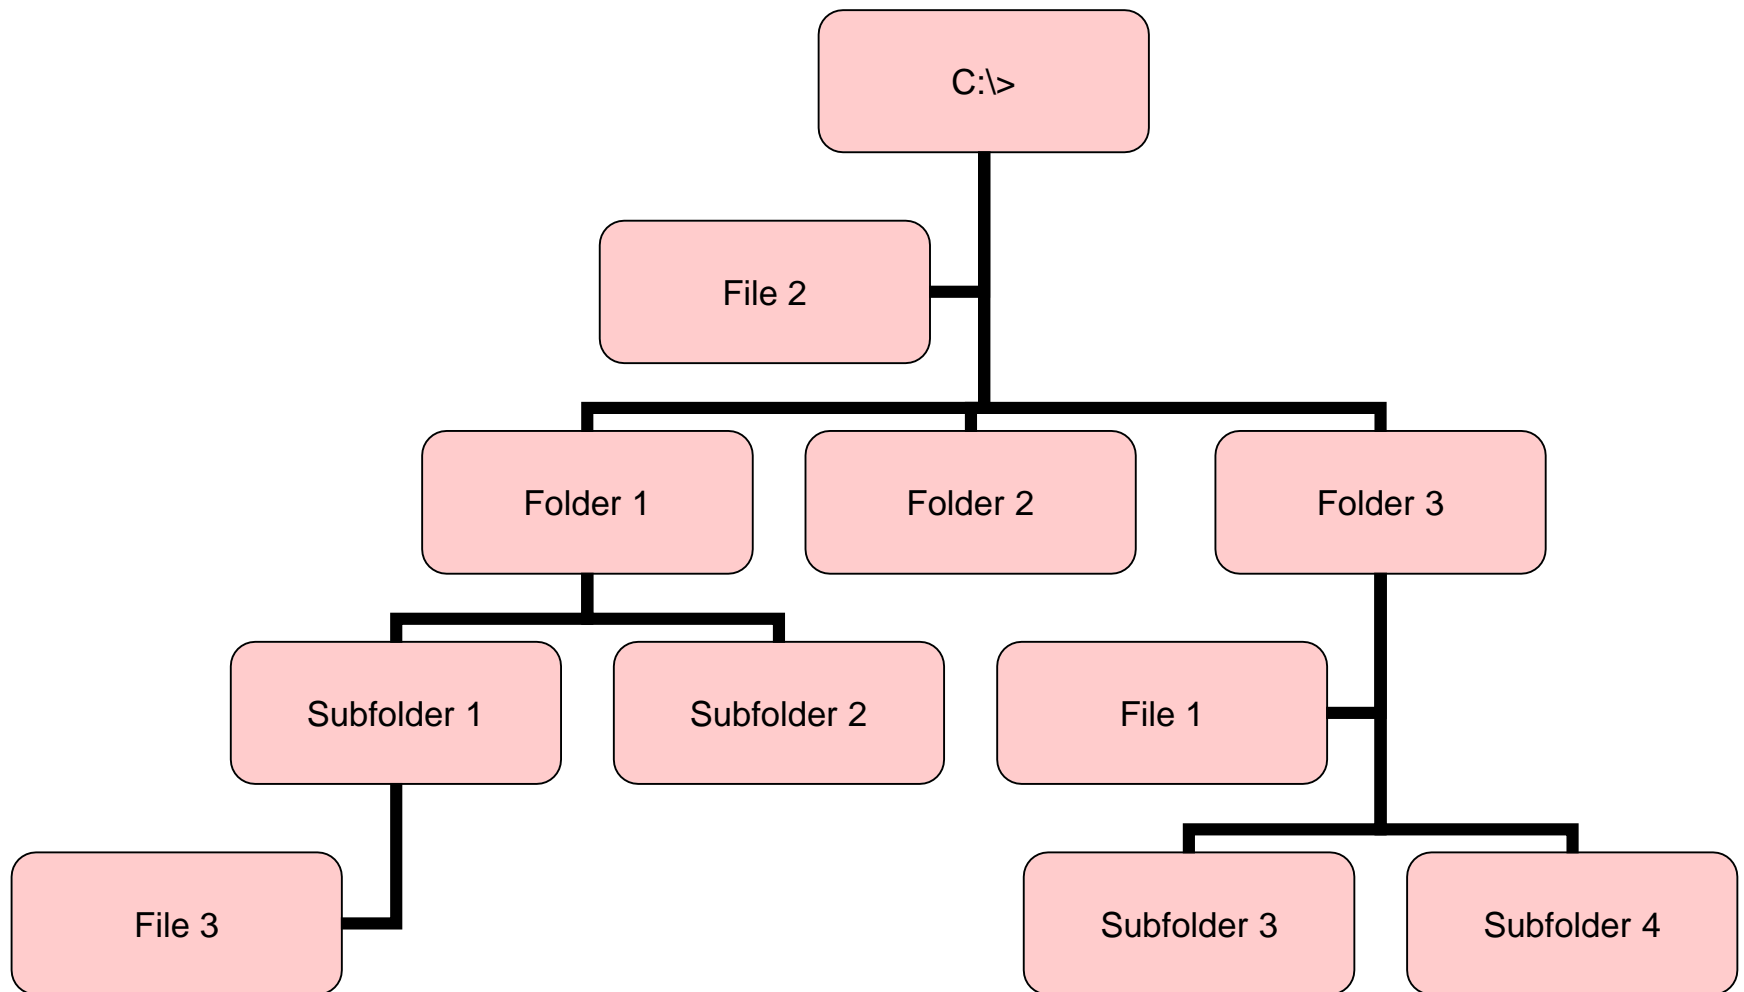 C:\>
File 2
Folder 1
Folder 2
Folder 3
Subfolder 1
Subfolder 2
File 1
File 3
Subfolder 3
Subfolder 4